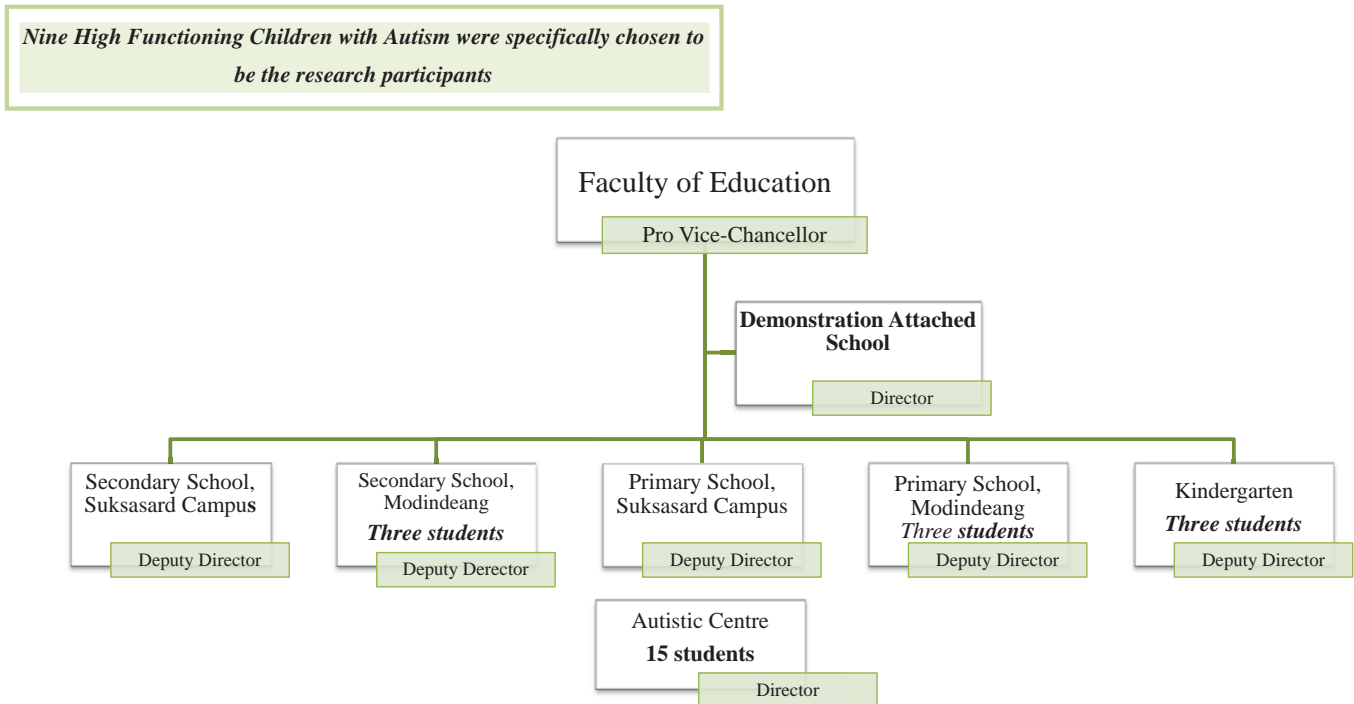 Nine High Functioning Children with Autism were specifically chosen to
be the research participants
Faculty of Education
Pro Vice-Chancellor
Demonstration Attached
School
Director
Secondary School,
Suksasard Campus
Deputy Director
Secondary School,
Modindeang
Three students
Deputy Derector
Primary School,
Suksasard Campus
Deputy Director
Primary School,
Modindeang
Three students
Deputy Director
Kindergarten
Three students
Deputy Director
Autistic Centre
15 students
Director